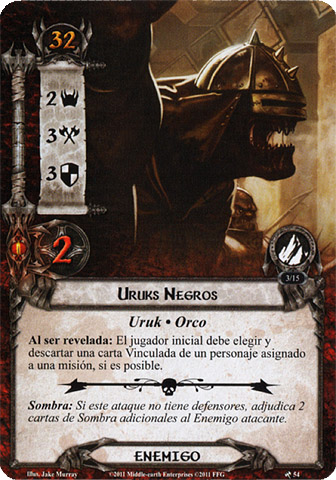 32
2
3
3
2
3/15
Uruks Negros
Uruk • Orco
Al ser revelada: El jugador inicial debe elegir y
descartar una carta Vinculada de un personaje asignado
a una misión, si es posible.
Sombra: Si este ataque no tiene defensores, adjudica 2
cartas de Sombra adicionales al Enemigo atacante.
ENEMIGO
Illus. Jake Murray ©2011 Middle-earth Enterprises ©2011 FFG 54